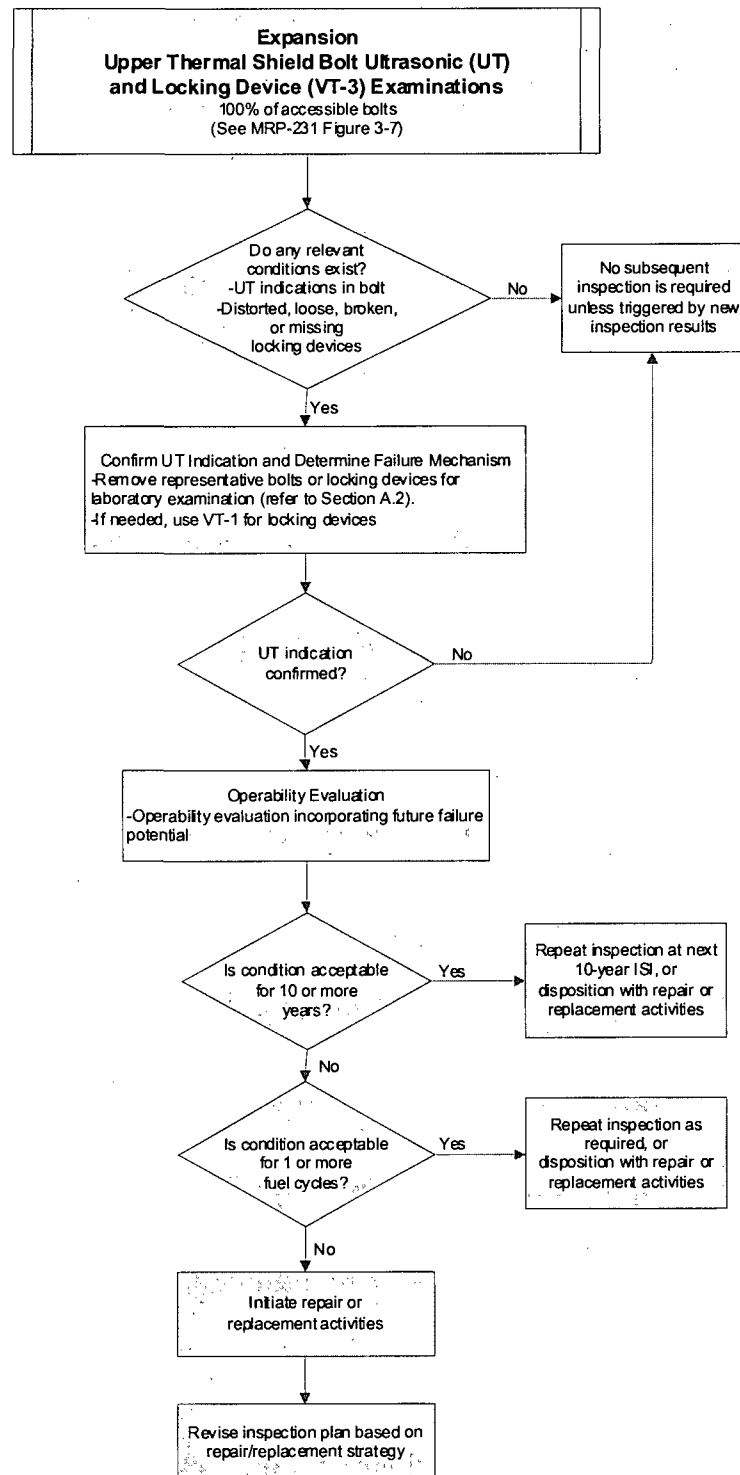 Expansion
Upper Thermal Shield Bolt Ultrasonic (UT)
and Locking Device (VT-3) Examinations
100% of accessible bolts
(See MRP-231 Figure 3-7)
Do any relevant
conditions exist?
-UT indications in bolt
-Distorted, loose, broken,
or missing
locking devices
No
No subsequent
inspection is required
unless triggered by new
inspection results
Yes
Confirm UT Indication and Determine Failure Mechanism
-Remove representative bolts or locking devices for
laboratory examination (refer to Section A.2).
-If needed, use VT-1 for locking devices
UT indication
confirmed?
No
Yes
Operability Evaluation
-Operability evaluation incorporating future failure
potential
Is condition acceptable
for 10 or more
years?
Yes
Repeat inspection at next
10-year ISI, or
disposition with repair or
replacement activities
No
Is condition acceptable
for 1 or more
fuel cycles?
Yes
Repeat inspection as
required, or
disposition with repair or
replacement activities
No
Initiate repair or
replacement activities
Revise inspection plan based on
repair/replacement strategy